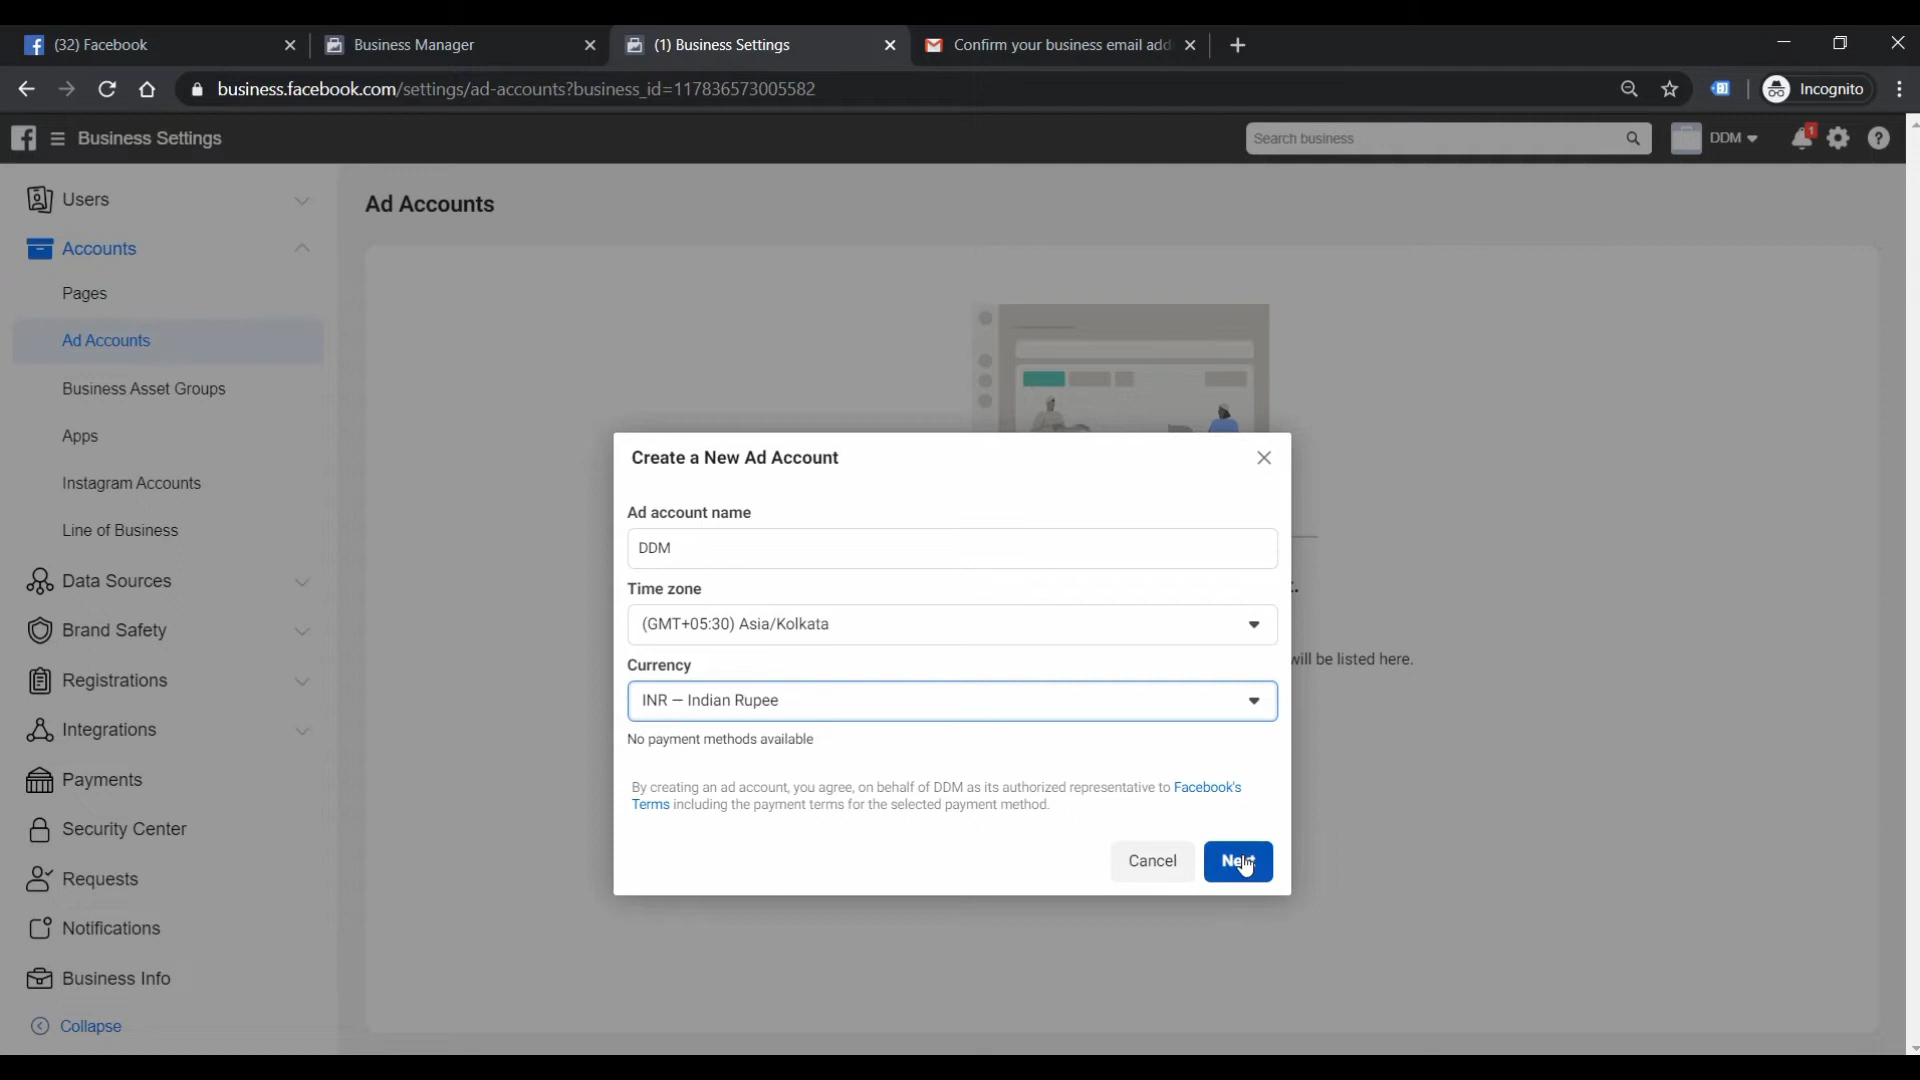 (32) Facebook
Business Manager
(1) Business Settings
Confirm your business email add
business.facebook.com/settings/ad-accounts?business_id=117836573005582
Incognito
Business Settings
Search business
DDM
1
Users
Accounts
Pages
Ad Accounts
Business Asset Groups
Apps
Instagram Accounts
Line of Business
Data Sources
Brand Safety
Registrations
Integrations
Payments
Security Center
Requests
Notifications
Business Info
Collapse
Ad Accounts
will be listed here.
Create a New Ad Account
Ad account name
DDM
Time zone
(GMT+05:30) Asia/Kolkata
Currency
INR — Indian Rupee
No payment methods available
By creating an ad account, you agree, on behalf of DDM as its authorized representative to Facebook's
Terms including the payment terms for the selected payment method.
Cancel
Next